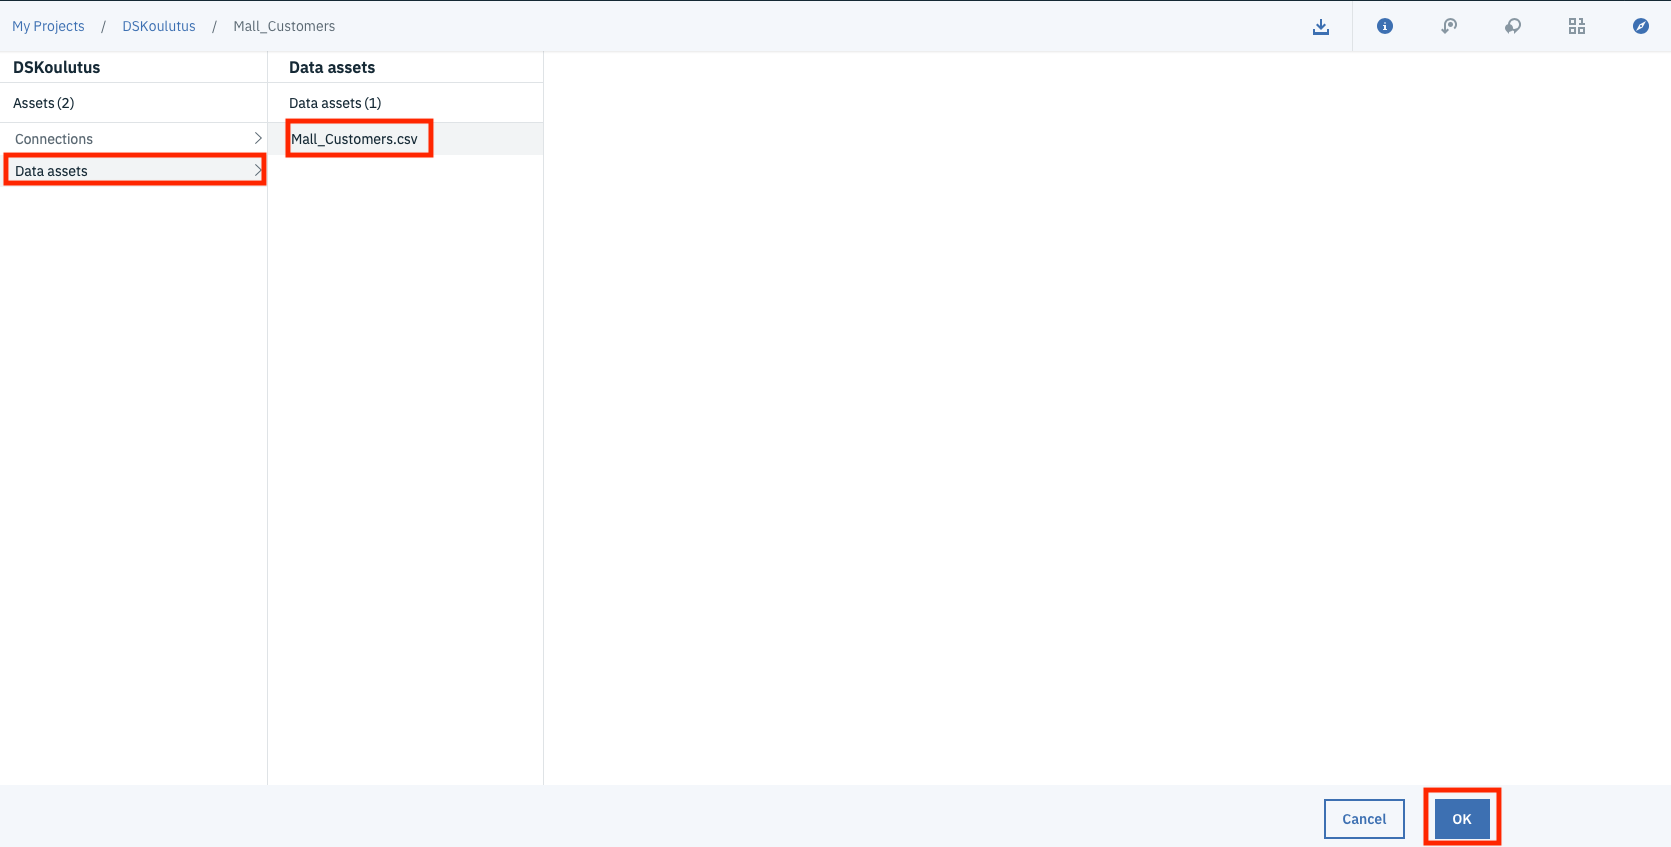 My Projects / DSKoulutus / Mall_Customers
DSKoulutus
Assets (2)
Connections
Data assets
Data assets
Data assets (1)
Mall_Customers.csv
Cancel
OK